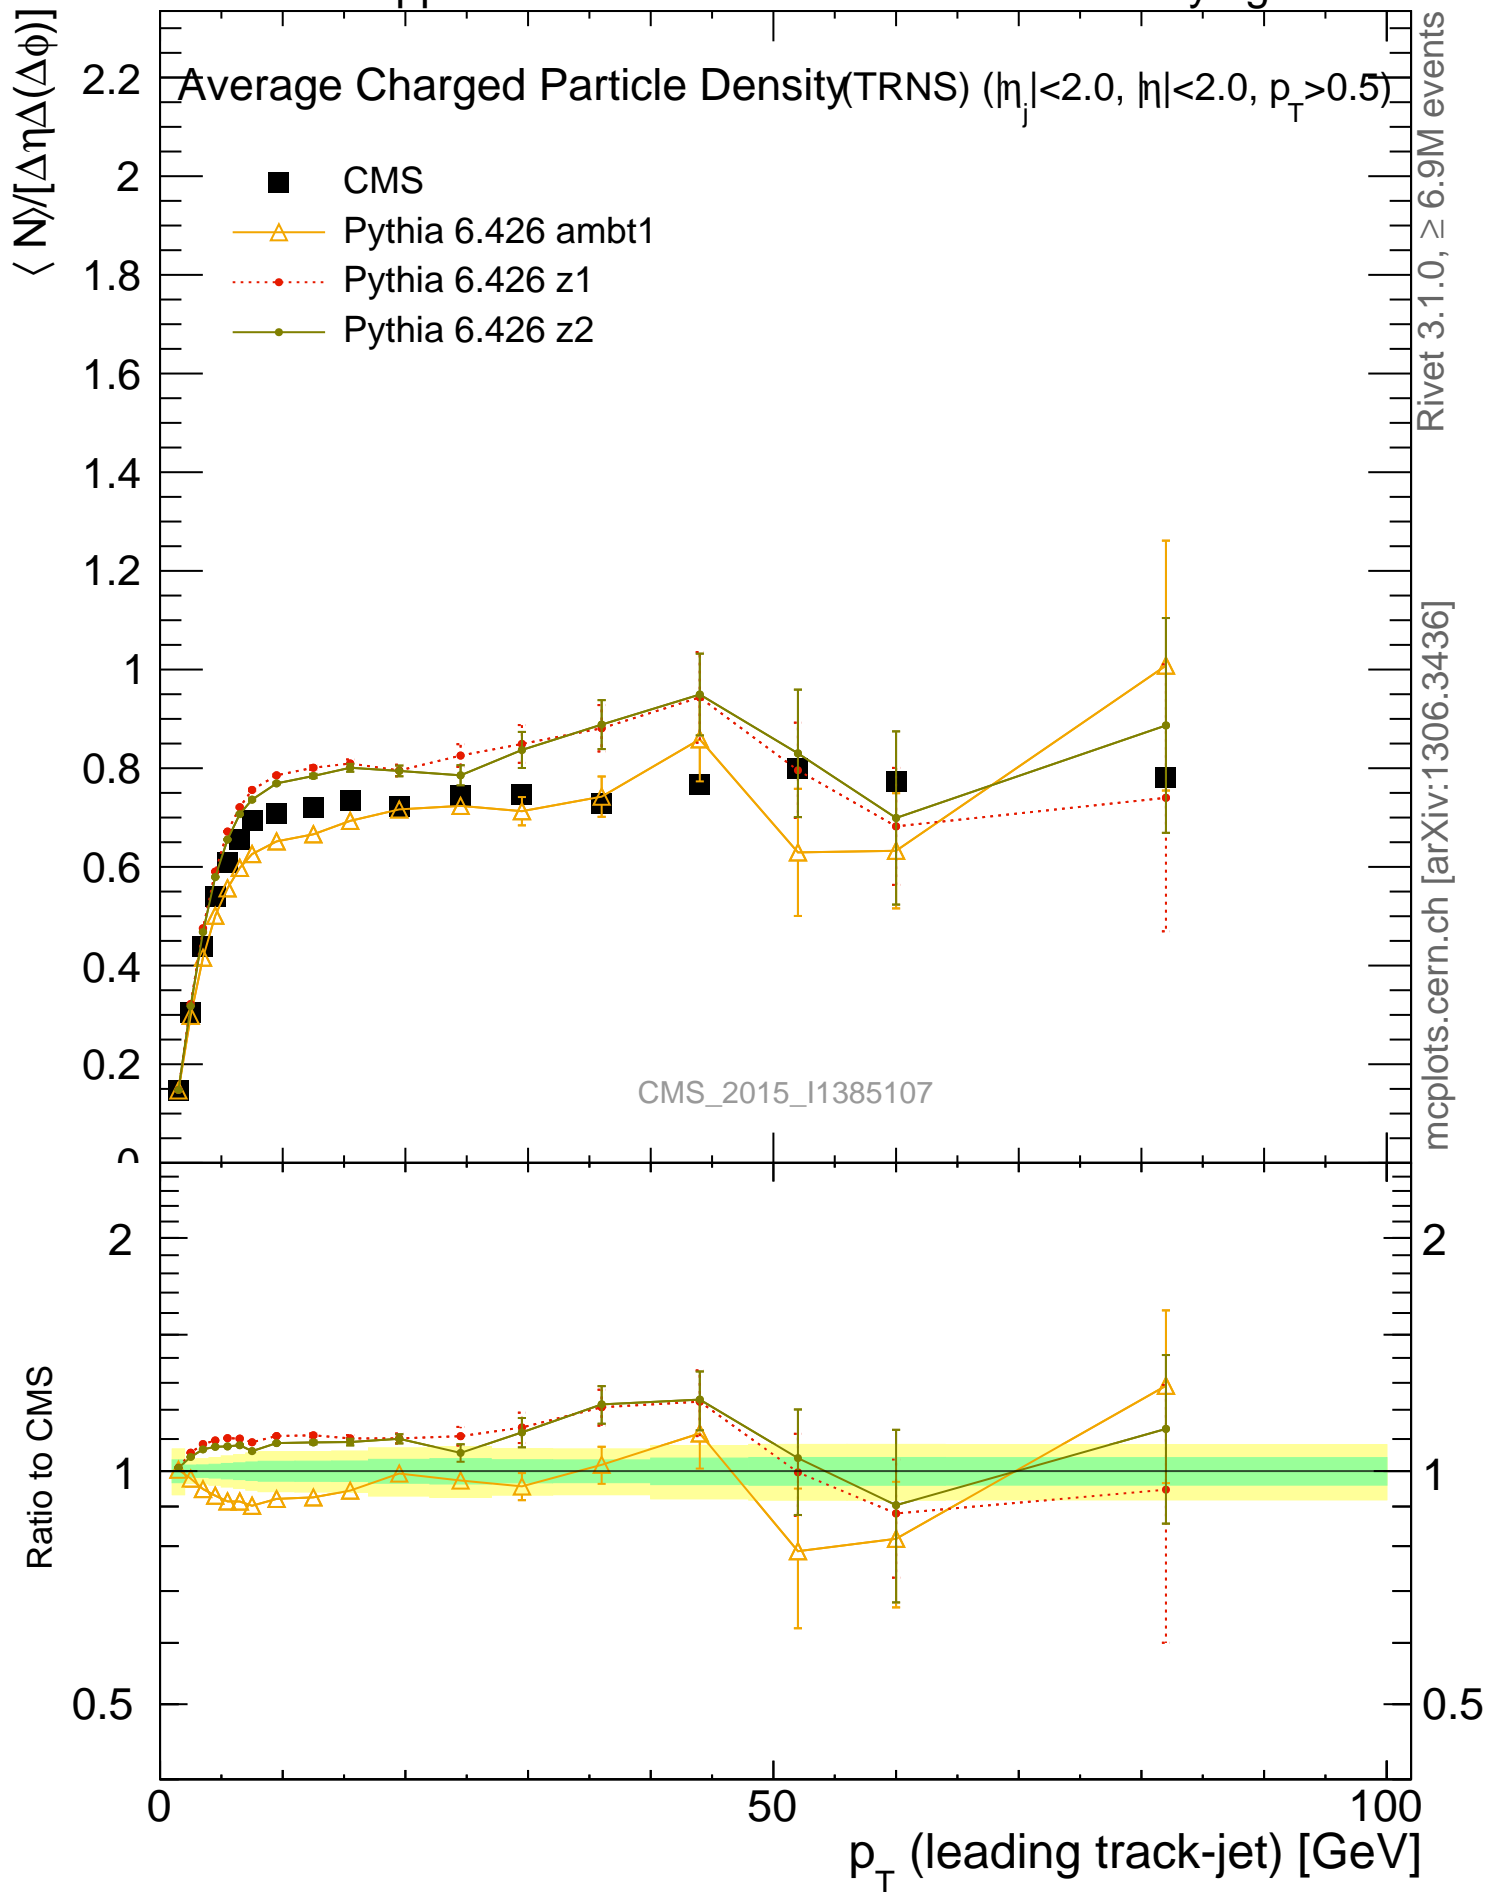 Average Charged Particle Density (TRNS) (|η_j|<2.0, |η|<2.0, p_T>0.5)
⟨ N⟩/[ΔηΔ(Δϕ)]
CMS
Pythia 6.426 ambt1
Pythia 6.426 z1
Pythia 6.426 z2
2.2
2
1.8
1.6
1.4
1.2
1
0.8
0.6
0.4
0.2
0
CMS_2015_I1385107
Rivet 3.1.0, ≥ 6.9M events
mcplots.cern.ch [arXiv:1306.3436]
Ratio to CMS
2
1
0.5
2
1
0.5
0
50
100
p_T (leading track-jet) [GeV]